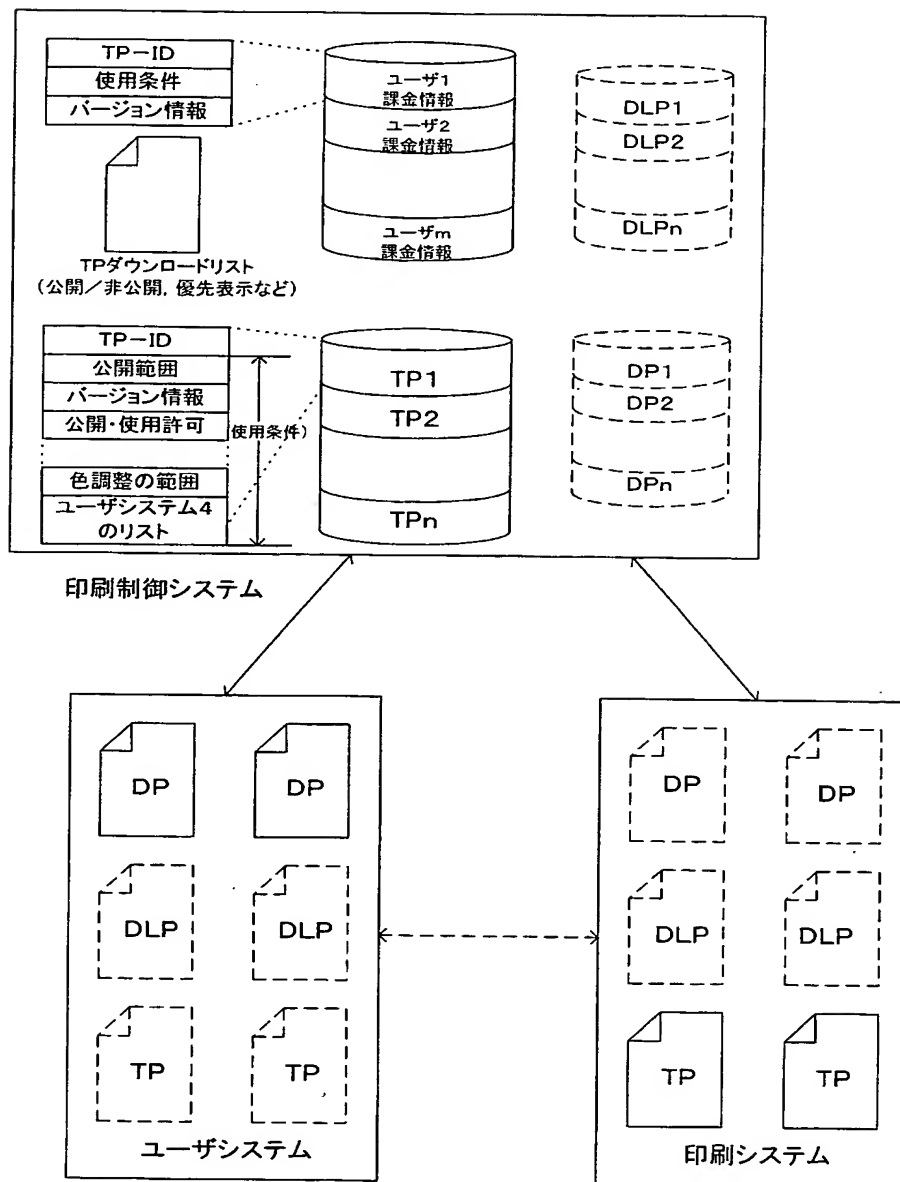 TP-ID
使用条件
バージョン情報
TPダウンロードリスト
(公開/非公開, 優先表示など)
ユーザ1
課金情報
ユーザ2
課金情報
ユーザm
課金情報
DLP1
DLP2
DLPn
TP-ID
公開範囲
バージョン情報
公開・使用許可
色調整の範囲
ユーザシステム4
のリスト
(使用条件)
TP1
TP2
TPn
DP1
DP2
DPn
印刷制御システム
DP
DP
DLP
DLP
TP
TP
ユーザシステム
DP
DP
DLP
DLP
TP
TP
印刷システム